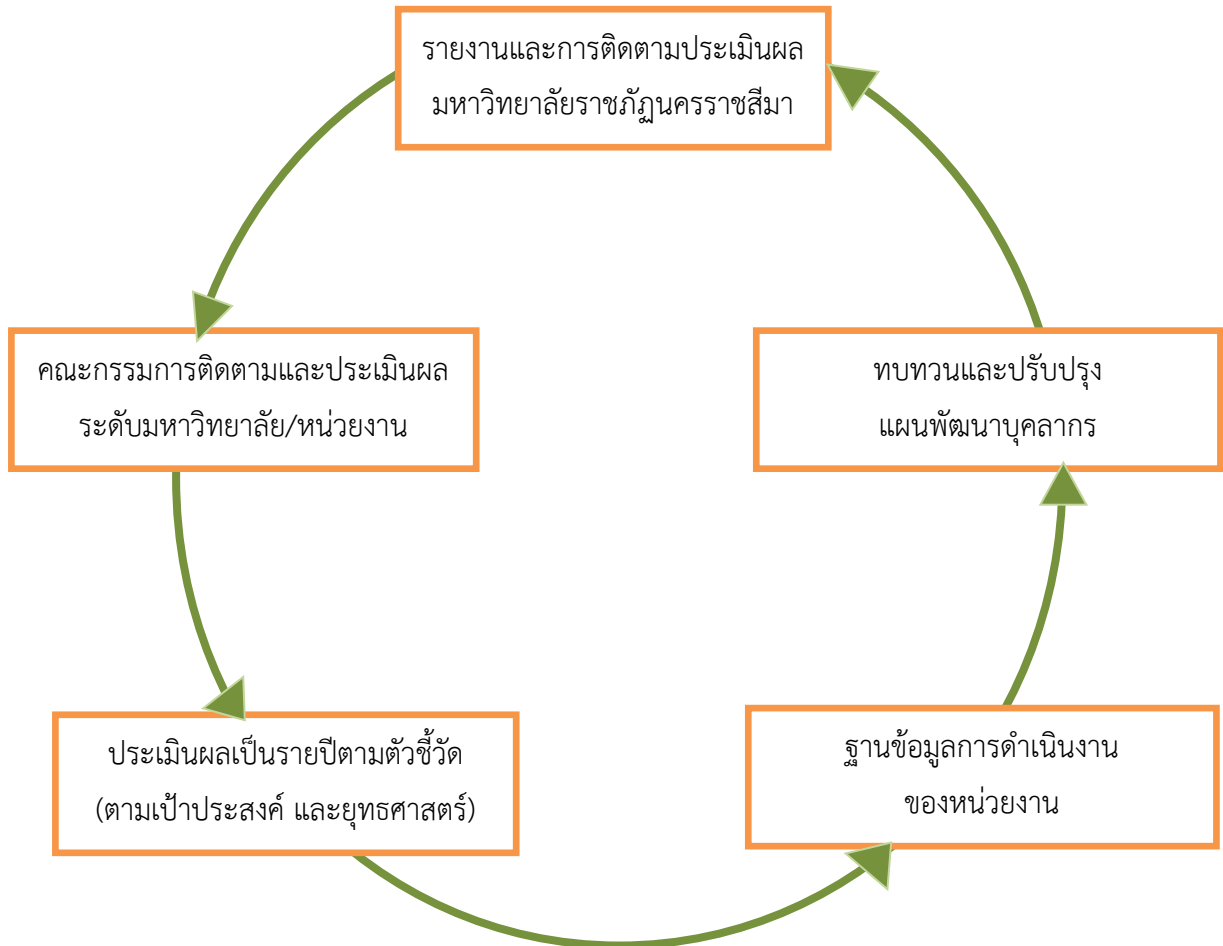 รายงานและการติดตามประเมินผล
มหาวิทยาลัยราชภัฏนครราชสีมา
คณะกรรมการติดตามและประเมินผล
ระดับมหาวิทยาลัย/หน่วยงาน
ทบทวนและปรับปรุง
แผนพัฒนาบุคลากร
ประเมินผลเป็นรายปีตามตัวชี้วัด
(ตามเป้าประสงค์ และยุทธศาสตร์)
ฐานข้อมูลการดำเนินงาน
ของหน่วยงาน